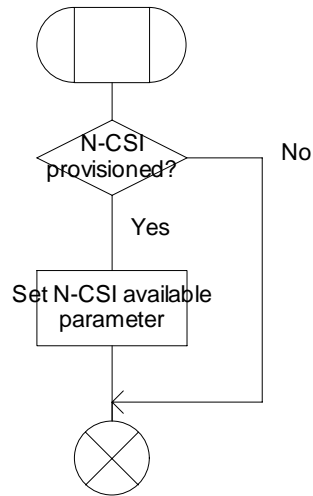 N-CSI
provisioned?
No
Yes
Set N-CSI available
parameter